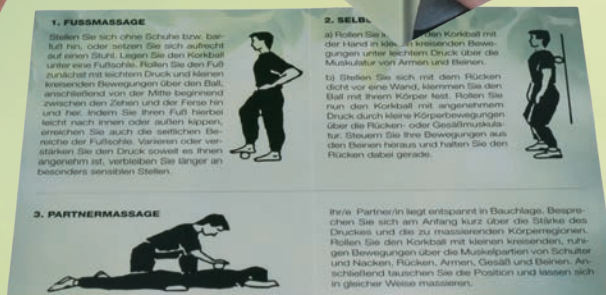 1. FUSSMASSAGE
Stellen Sie sich ohne Schuhe bzw. bar-
fuß hin, oder setzen Sie sich aufrecht
auf einen Stuhl. Legen Sie den Korkball
unter eine Fußsohle. Rollen Sie den Fuß
zunächst mit leichtem Druck und kleinen
kreisenden Bewegungen über den Ball,
anschließend von der Mitte beginnend
zwischen den Zehen und der Ferse hin
und her. Indem Sie Ihren Fuß hierbei
leicht nach innen oder außen kippen,
erreichen Sie auch die seitlichen Be-
reiche der Fußsohle. Variieren oder ver-
stärken Sie den Druck soweit es Ihnen
angenehm ist, verbleiben Sie länger an
besonders sensiblen Stellen.
2.
a) Rollen Sie den Korkball mit
der Hand in kreisenden Bewe-
gungen unter leichtem Druck über die
Muskulatur von Armen und Beinen.
b) Stellen Sie sich mit dem Rücken
dicht vor eine Wand, klemmen Sie den
Ball mit Ihrem Körper fest. Rollen Sie
nun den Korkball mit angenehmem
Druck durch kleine Körperbewegungen
über die Rücken- oder Gesäßmuskula-
tur. Steuern Sie Ihre Bewegungen aus
den Beinen heraus und halten Sie den
Rücken dabei gerade.
3. PARTNERMASSAGE
Ihr/e Partner/in liegt entspannt in Bauchlage. Bespre-
chen Sie sich am Anfang kurz über die Stärke des
Druckes und die zu massierenden Körperregionen.
Rollen Sie den Korkball mit kleinen kreisenden, ruhi-
gen Bewegungen über die Muskelpartien von Schulter
und Nacken, Rücken, Armen, Gesäß und Beinen. An-
schließend tauschen Sie die Position und lassen sich
in gleicher Weise massieren.